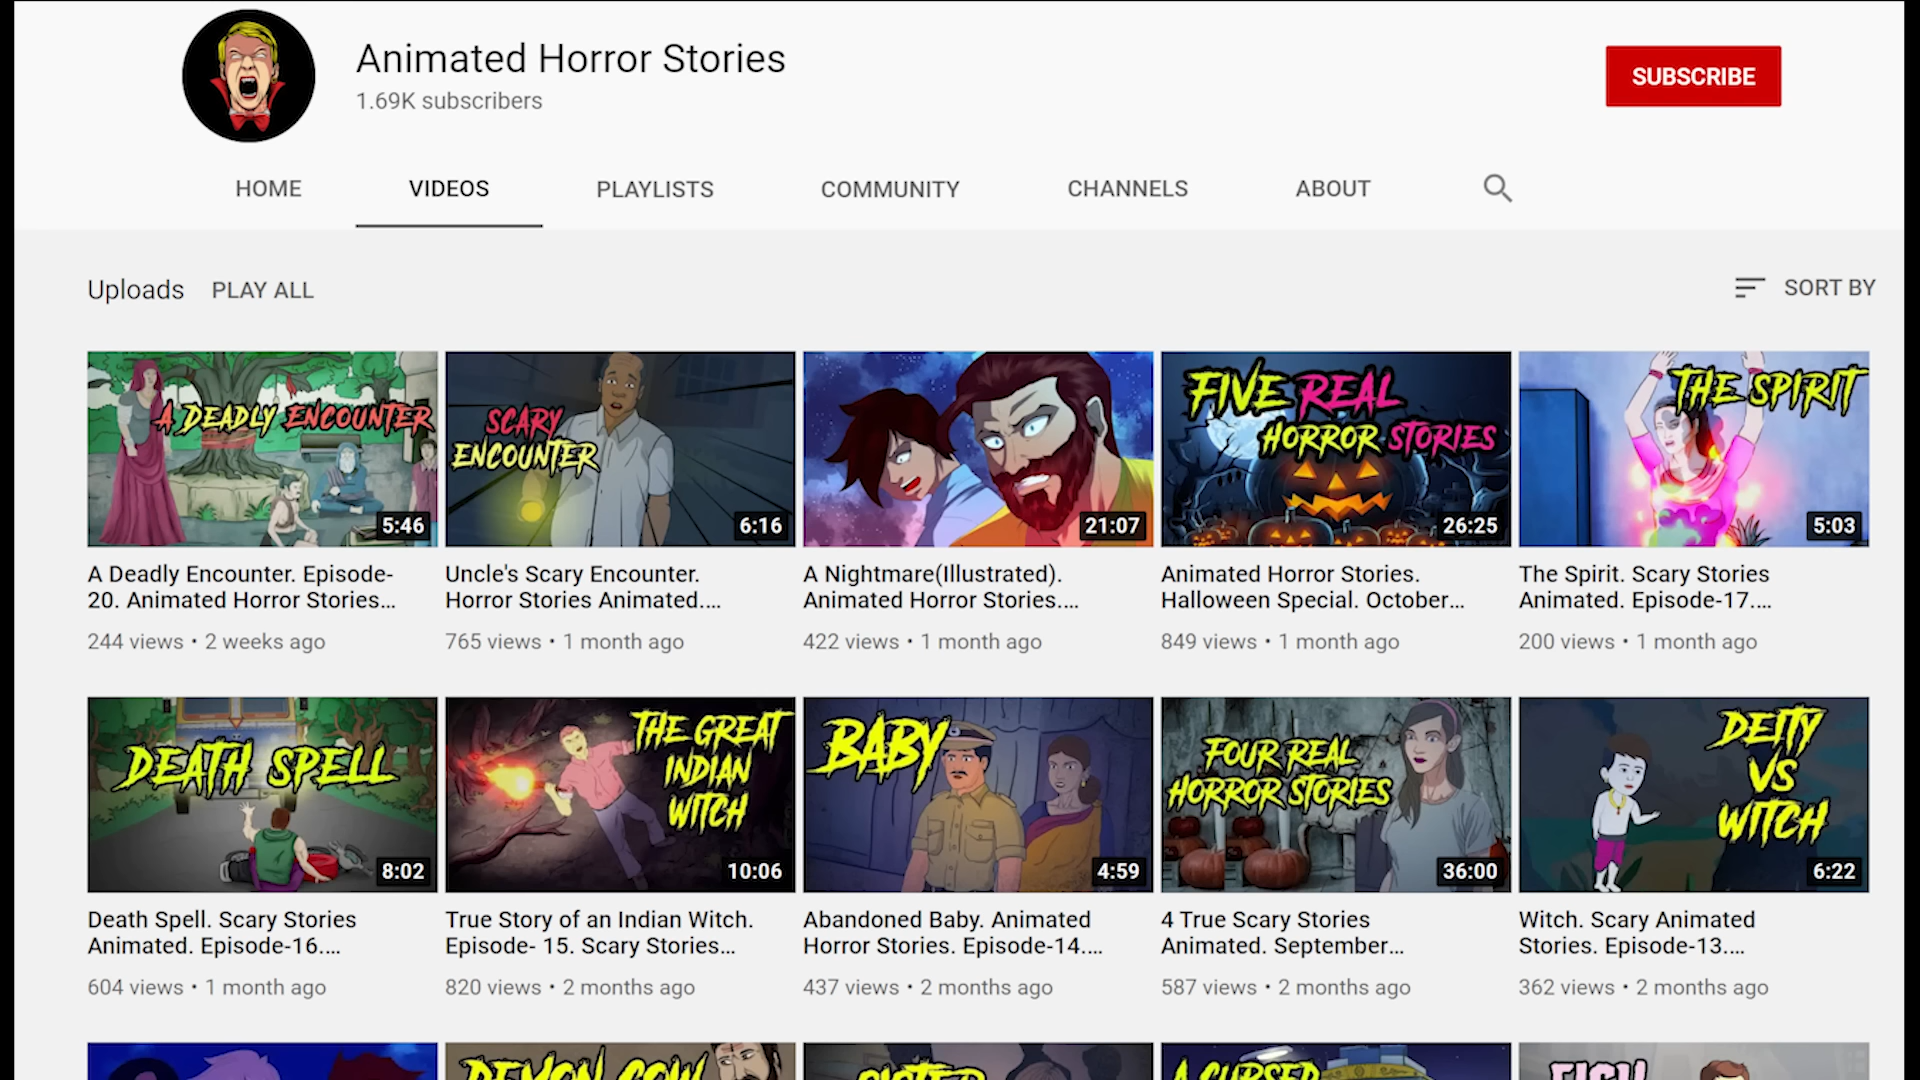 Animated Horror Stories
1.69K subscribers
SUBSCRIBE
HOME VIDEOS PLAYLISTS COMMUNITY CHANNELS ABOUT
Uploads PLAY ALL SORT BY
A DEADLY ENCOUNTER
5:46
A Deadly Encounter. Episode-
20. Animated Horror Stories...
244 views • 2 weeks ago
SCARY
ENCOUNTER
6:16
Uncle's Scary Encounter.
Horror Stories Animated....
765 views • 1 month ago
21:07
A Nightmare(Illustrated).
Animated Horror Stories....
422 views • 1 month ago
FIVE REAL
HORROR STORIES
26:25
Animated Horror Stories.
Halloween Special. October...
849 views • 1 month ago
THE SPIRIT
5:03
The Spirit. Scary Stories
Animated. Episode-17....
200 views • 1 month ago
DEATH SPELL
8:02
Death Spell. Scary Stories
Animated. Episode-16....
604 views • 1 month ago
THE GREAT
INDIAN
WITCH
10:06
True Story of an Indian Witch.
Episode- 15. Scary Stories...
820 views • 2 months ago
BABY
4:59
Abandoned Baby. Animated
Horror Stories. Episode-14....
437 views • 2 months ago
FOUR REAL
HORROR STORIES
36:00
4 True Scary Stories
Animated. September...
587 views • 2 months ago
DEITY
VS
WITCH
6:22
Witch. Scary Animated
Stories. Episode-13....
362 views • 2 months ago
DEMON COW
SISTER
A CURSED
FISH